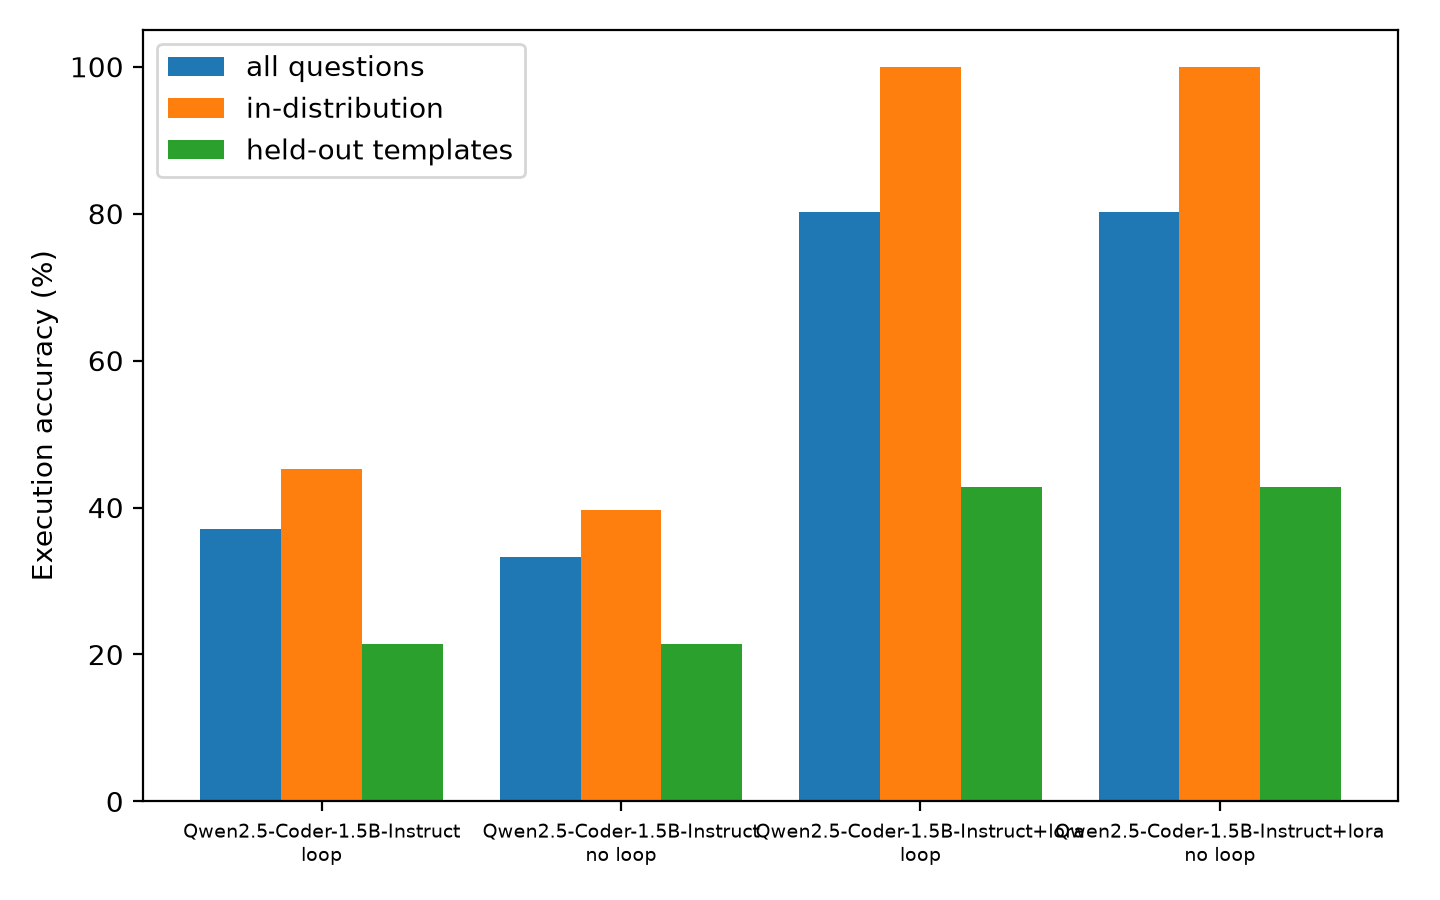 all questions
in-distribution
held-out templates
Execution accuracy (%)
100
80
60
40
20
0
Qwen2.5-Coder-1.5B-Instruct
loop
Qwen2.5-Coder-1.5B-Instruct
no loop
Qwen2.5-Coder-1.5B-Instruct+lora
loop
Qwen2.5-Coder-1.5B-Instruct+lora
no loop